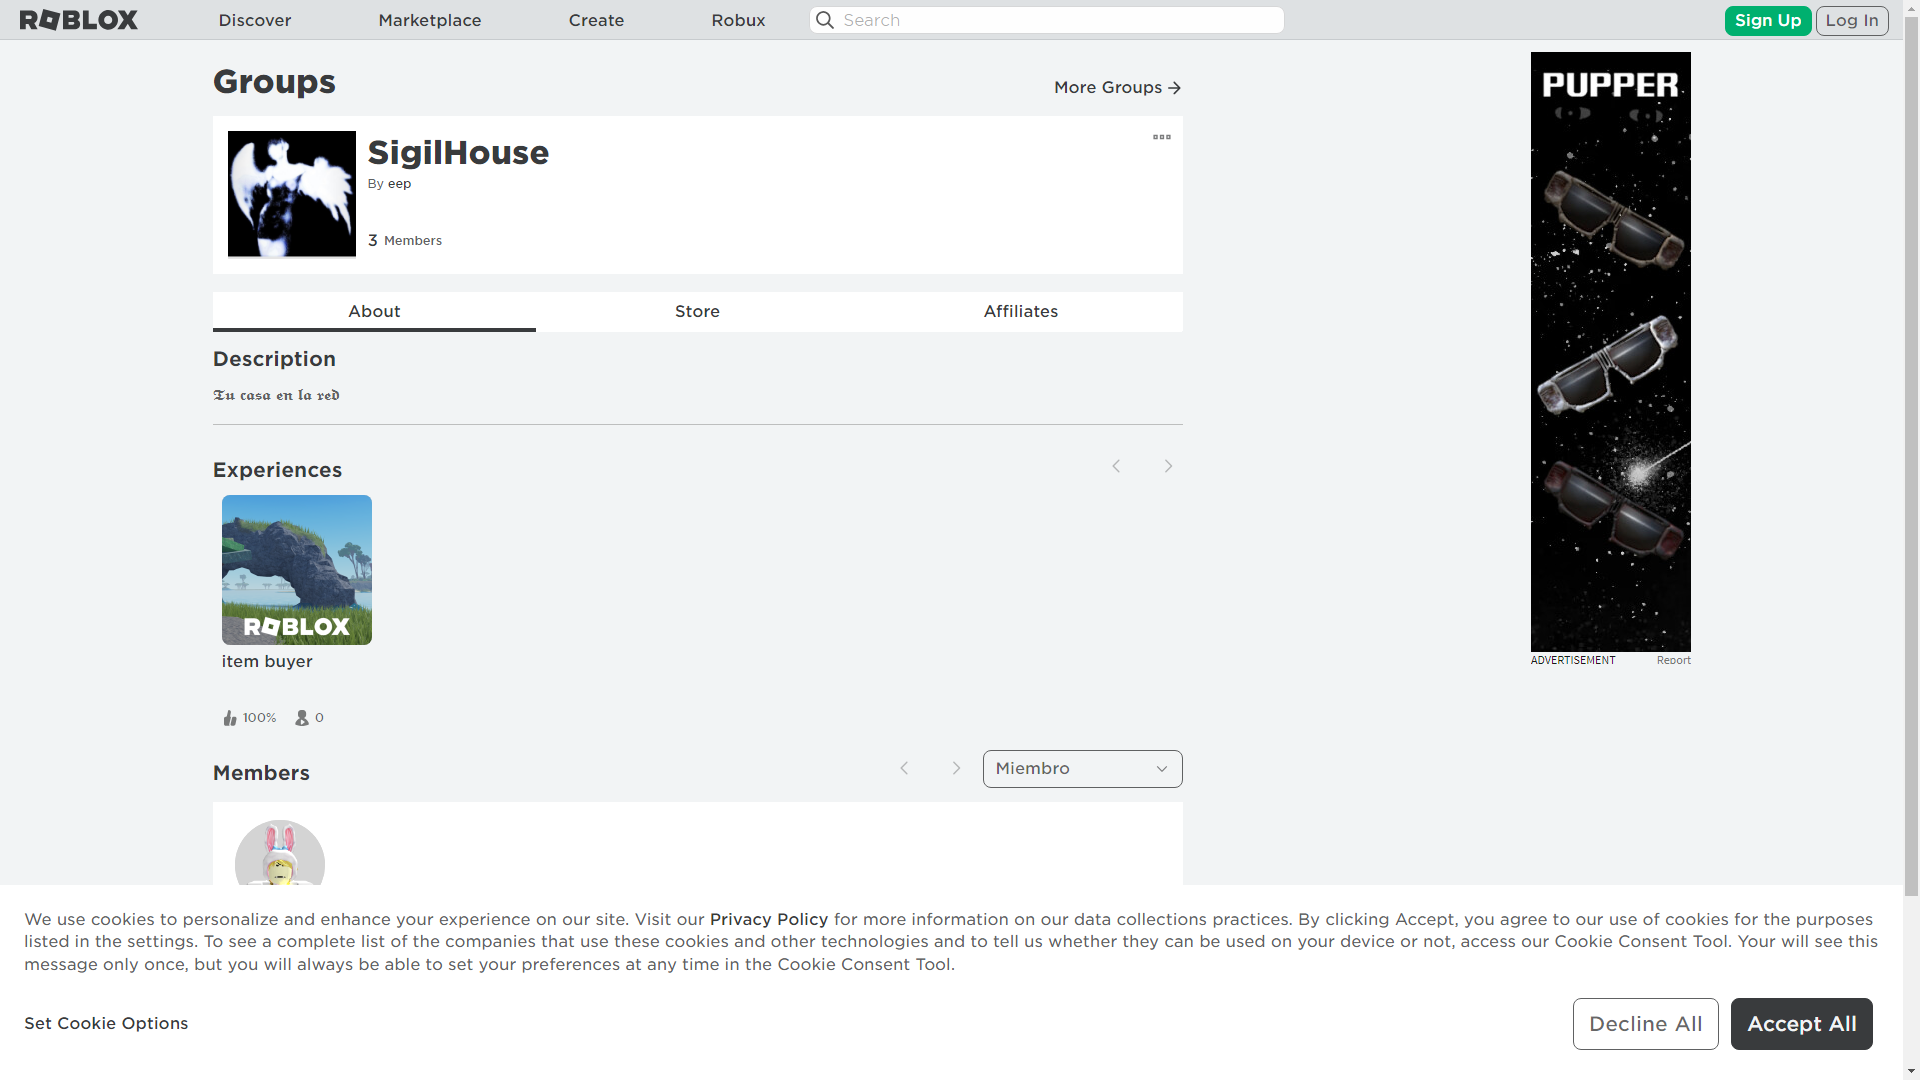 ROBLOX
Discover
Marketplace
Create
Robux
Search
Sign Up
Log In
Groups
More Groups
SigilHouse
By eep
3 Members
About
Store
Affiliates
Description
𝕿𝖚 𝖈𝖆𝖘𝖆 𝖊𝖓 𝖑𝖆 𝖗𝖊𝖉
Experiences
ROBLOX
item buyer
100%
0
Members
Miembro
PUPPER
ADVERTISEMENT
Report
We use cookies to personalize and enhance your experience on our site. Visit our Privacy Policy for more information on our data collections practices. By clicking Accept, you agree to our use of cookies for the purposes
listed in the settings. To see a complete list of the companies that use these cookies and other technologies and to tell us whether they can be used on your device or not, access our Cookie Consent Tool. Your will see this
message only once, but you will always be able to set your preferences at any time in the Cookie Consent Tool.
Set Cookie Options
Decline All
Accept All